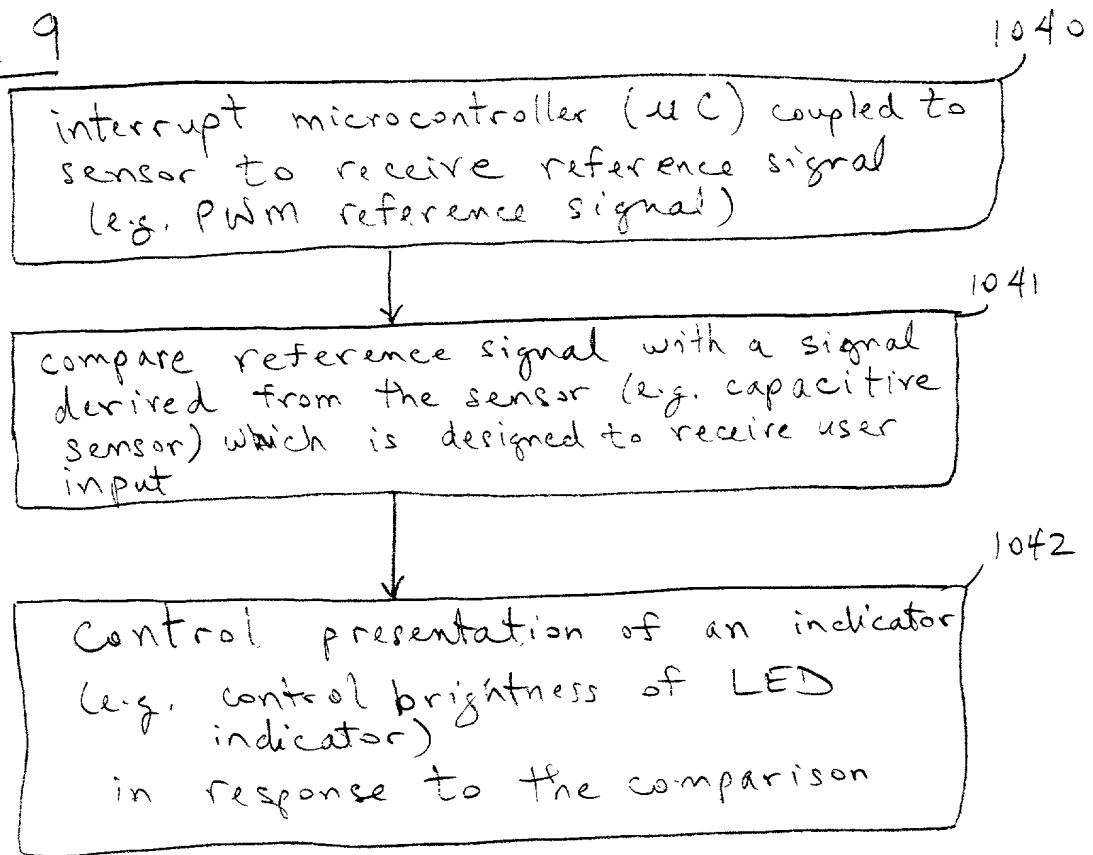 9
1040
interrupt microcontroller (uC) coupled to
sensor to receive reference signal
(e.g. PWM reference signal)
1041
compare reference signal with a signal
derived from the sensor (e.g. capacitive
sensor) which is designed to receive user
input
1042
Control presentation of an indicator
(e.g. control brightness of LED
indicator)
in response to the comparison